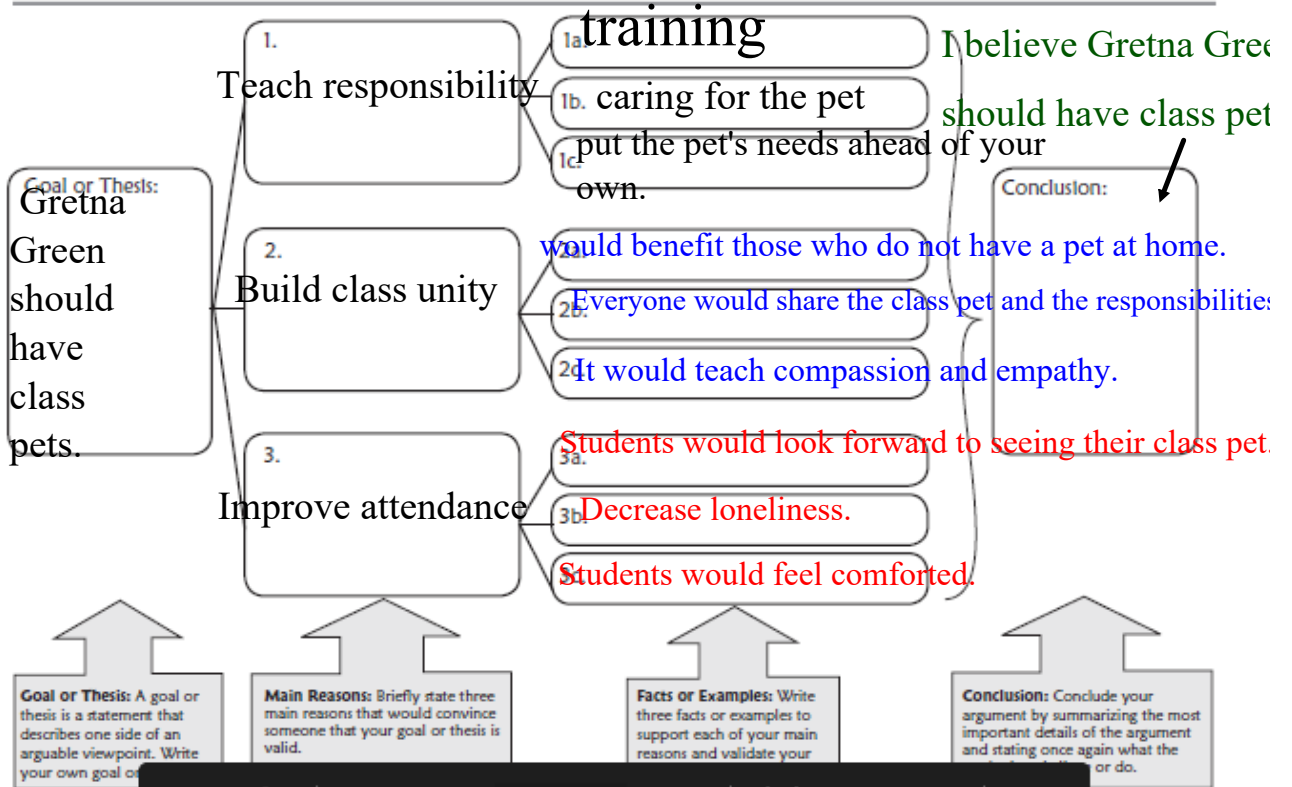 1.
Teach responsibility
1a. training
1b. caring for the pet
1c. put the pet's needs ahead of your
own.
I believe Gretna
should have class
Goal or Thesis:
Gretna
Green
should
have
class
pets.
2.
Build class unity
2a. would benefit those who do not have a pet at home.
2b. Everyone would share the class pet and the responsibilities
2c. It would teach compassion and empathy.
3.
Improve attendance
3a. Students would look forward to seeing their class pet.
3b. Decrease loneliness.
3c. Students would feel comforted.
Conclusion:
Goal or Thesis: A goal or
thesis is a statement that
describes one side of an
arguable viewpoint. Write
your own goal
Main Reasons: Briefly state three
main reasons that would convince
someone that your goal or thesis is
valid.
Facts or Examples: Write
three facts or examples to
support each of your main
reasons and validate your
Conclusion: Conclude your
argument by summarizing the most
important details of the argument
and stating once again what the
or do.